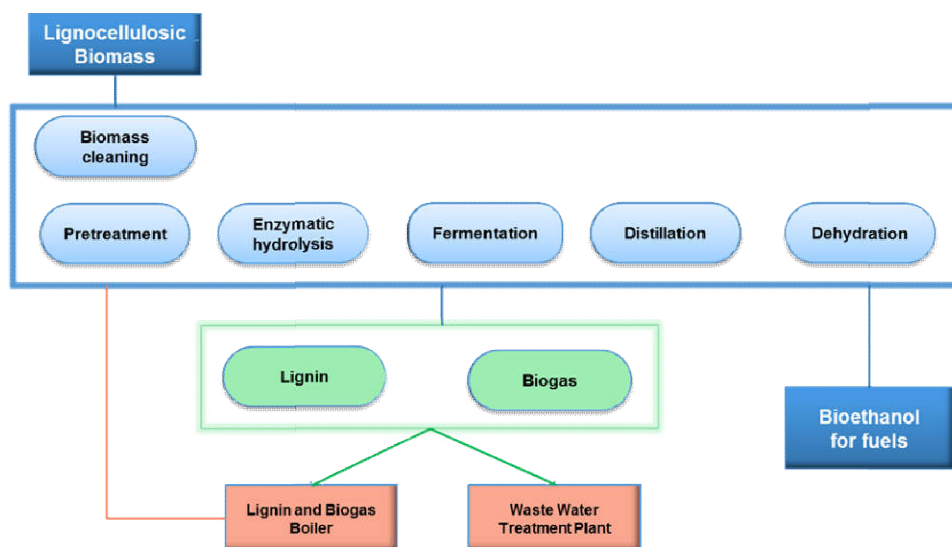 Lignocellulosic
Biomass
Biomass
cleaning
Pretreatment
Enzymatic
hydrolysis
Fermentation
Distillation
Dehydration
Lignin
Biogas
Bioethanol
for fuels
Lignin and Biogas
Boiler
Waste Water
Treatment Plant